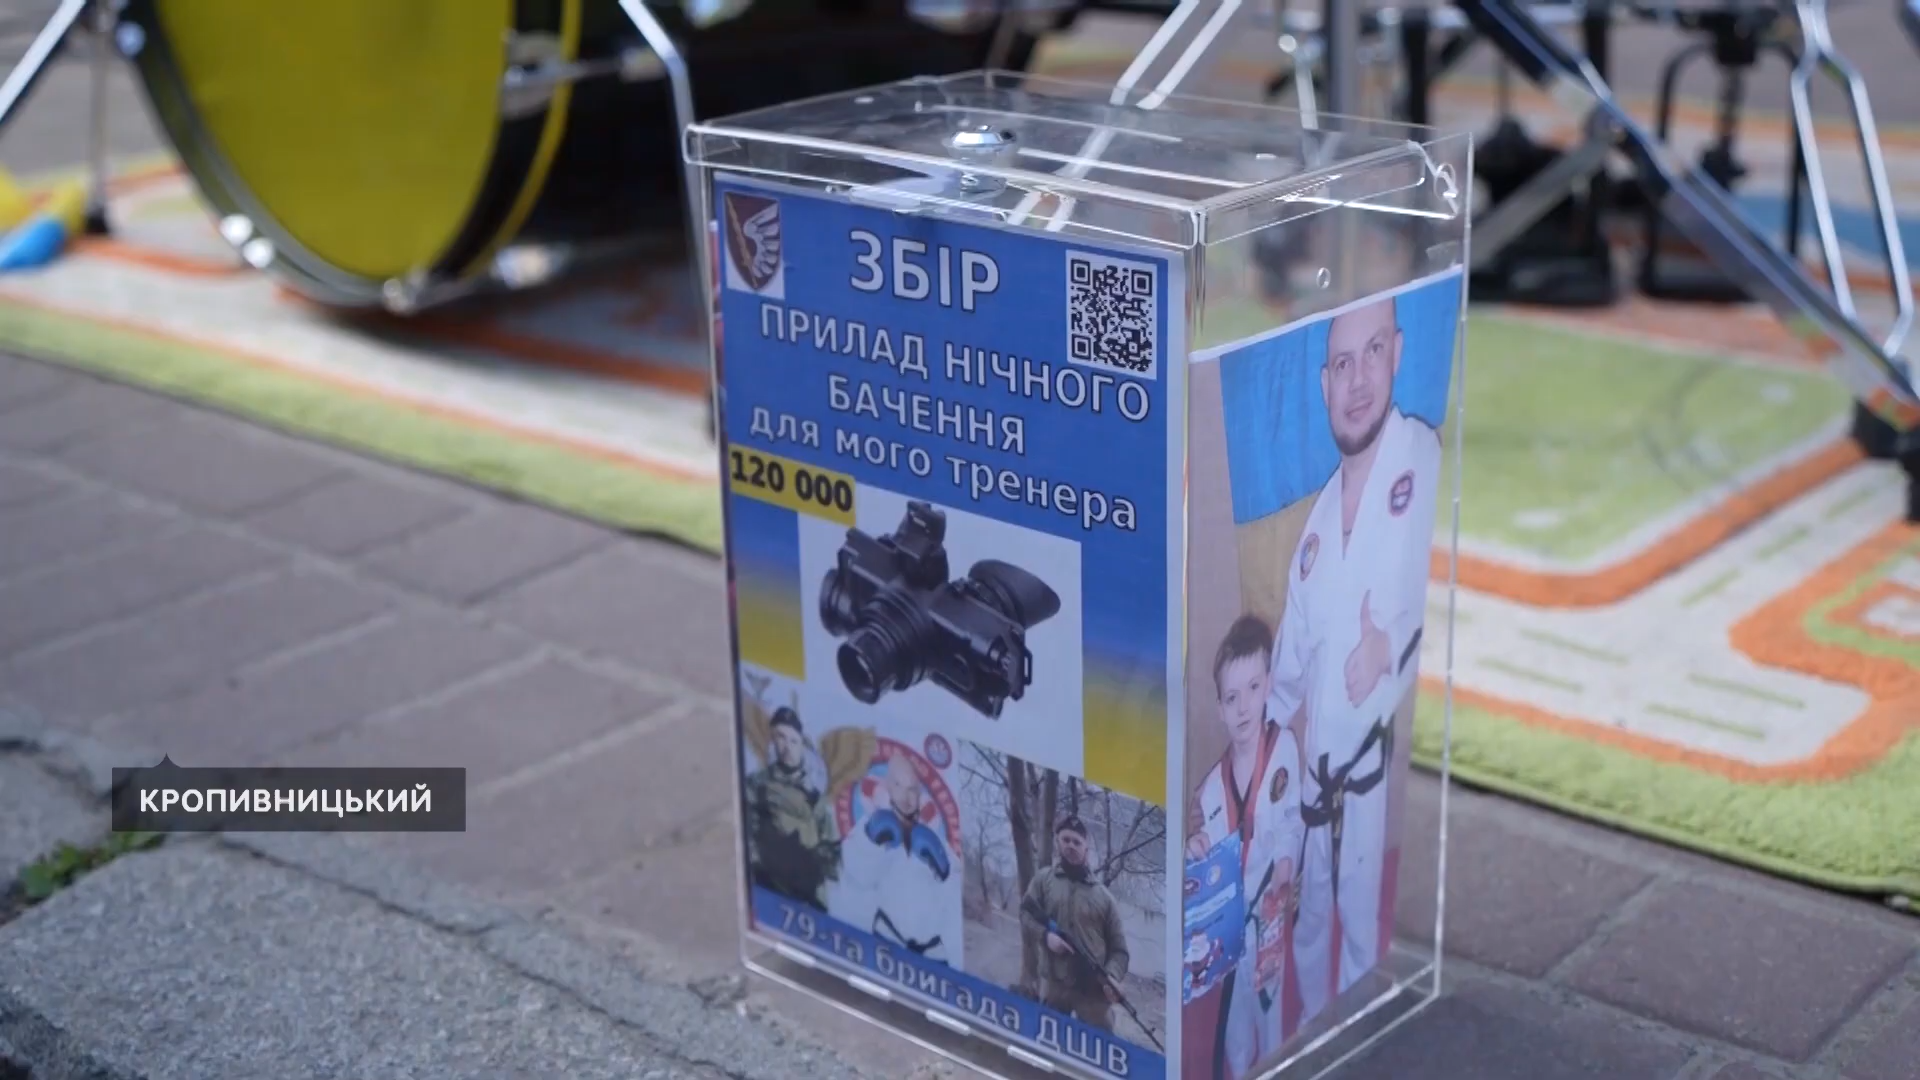 ЗБІР
ПРИЛАД НІЧНОГО
БАЧЕННЯ
для мого тренера
120 000
79-та бригада ДШВ
КРОПИВНИЦЬКИЙ